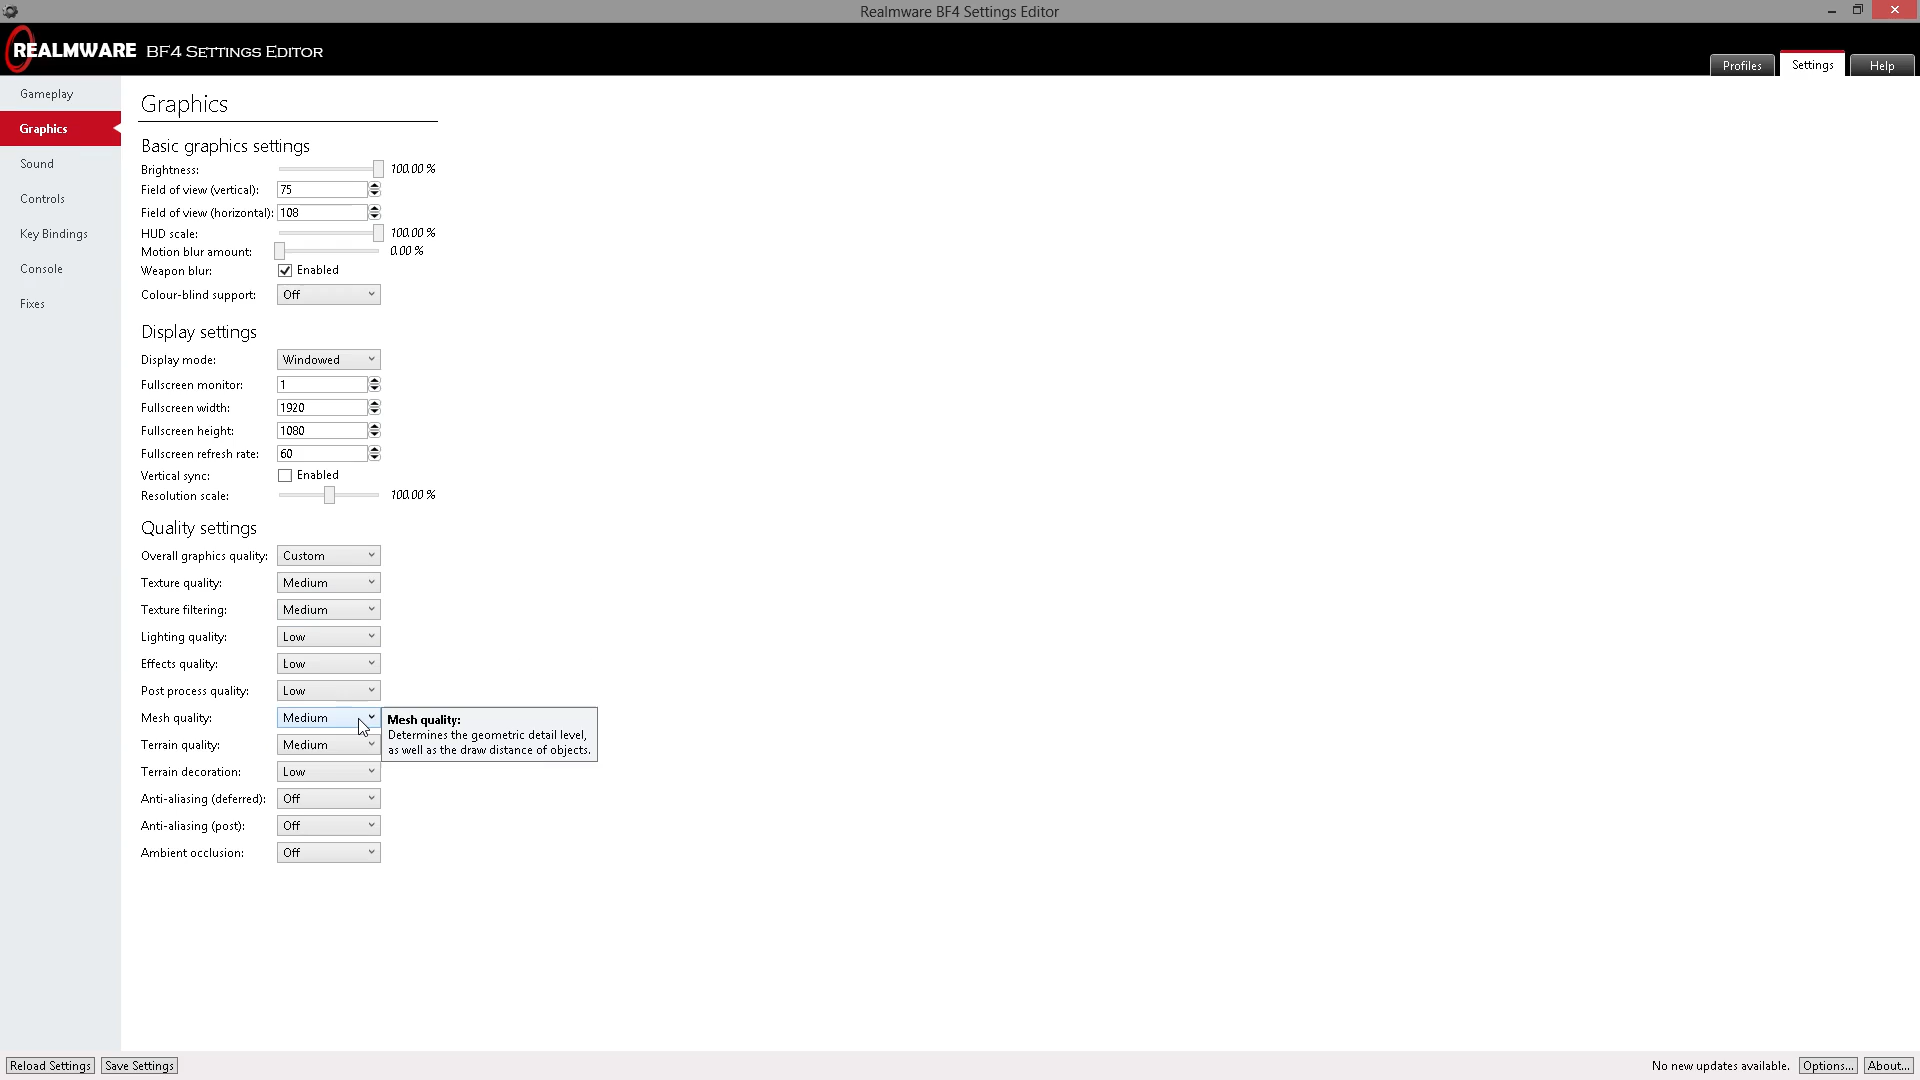 Realmware BF4 Settings Editor
REALMWARE BF4 SETTINGS EDITOR
Profiles Settings Help
Gameplay
Graphics
Sound
Controls
Key Bindings
Console
Fixes
Graphics
Basic graphics settings
Brightness: 100.00 %
Field of view (vertical): 75
Field of view (horizontal): 108
HUD scale: 100.00 %
Motion blur amount: 0.00 %
Weapon blur: Enabled
Colour-blind support: Off
Display settings
Display mode: Windowed
Fullscreen monitor: 1
Fullscreen width: 1920
Fullscreen height: 1080
Fullscreen refresh rate: 60
Vertical sync: Enabled
Resolution scale: 100.00 %
Quality settings
Overall graphics quality: Custom
Texture quality: Medium
Texture filtering: Medium
Lighting quality: Low
Effects quality: Low
Post process quality: Low
Mesh quality: Medium
Mesh quality:
Determines the geometric detail level,
as well as the draw distance of objects.
Terrain quality: Medium
Terrain decoration: Low
Anti-aliasing (deferred): Off
Anti-aliasing (post): Off
Ambient occlusion: Off
Reload Settings Save Settings No new updates available. Options... About...